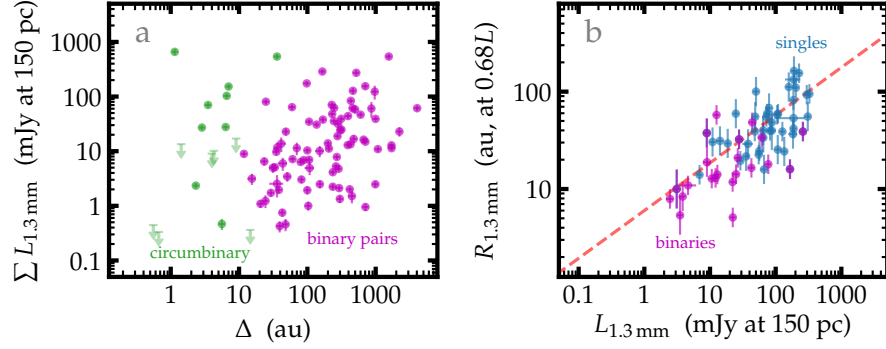 a
1000
100
10
1
0.1
∑ L1.3 mm (mJy at 150 pc)
circumbinary
binary pairs
1
10
100
1000
Δ (au)
b
singles
100
10
R1.3 mm (au, at 0.68L)
binaries
0.1
1
10
100
1000
L1.3 mm (mJy at 150 pc)